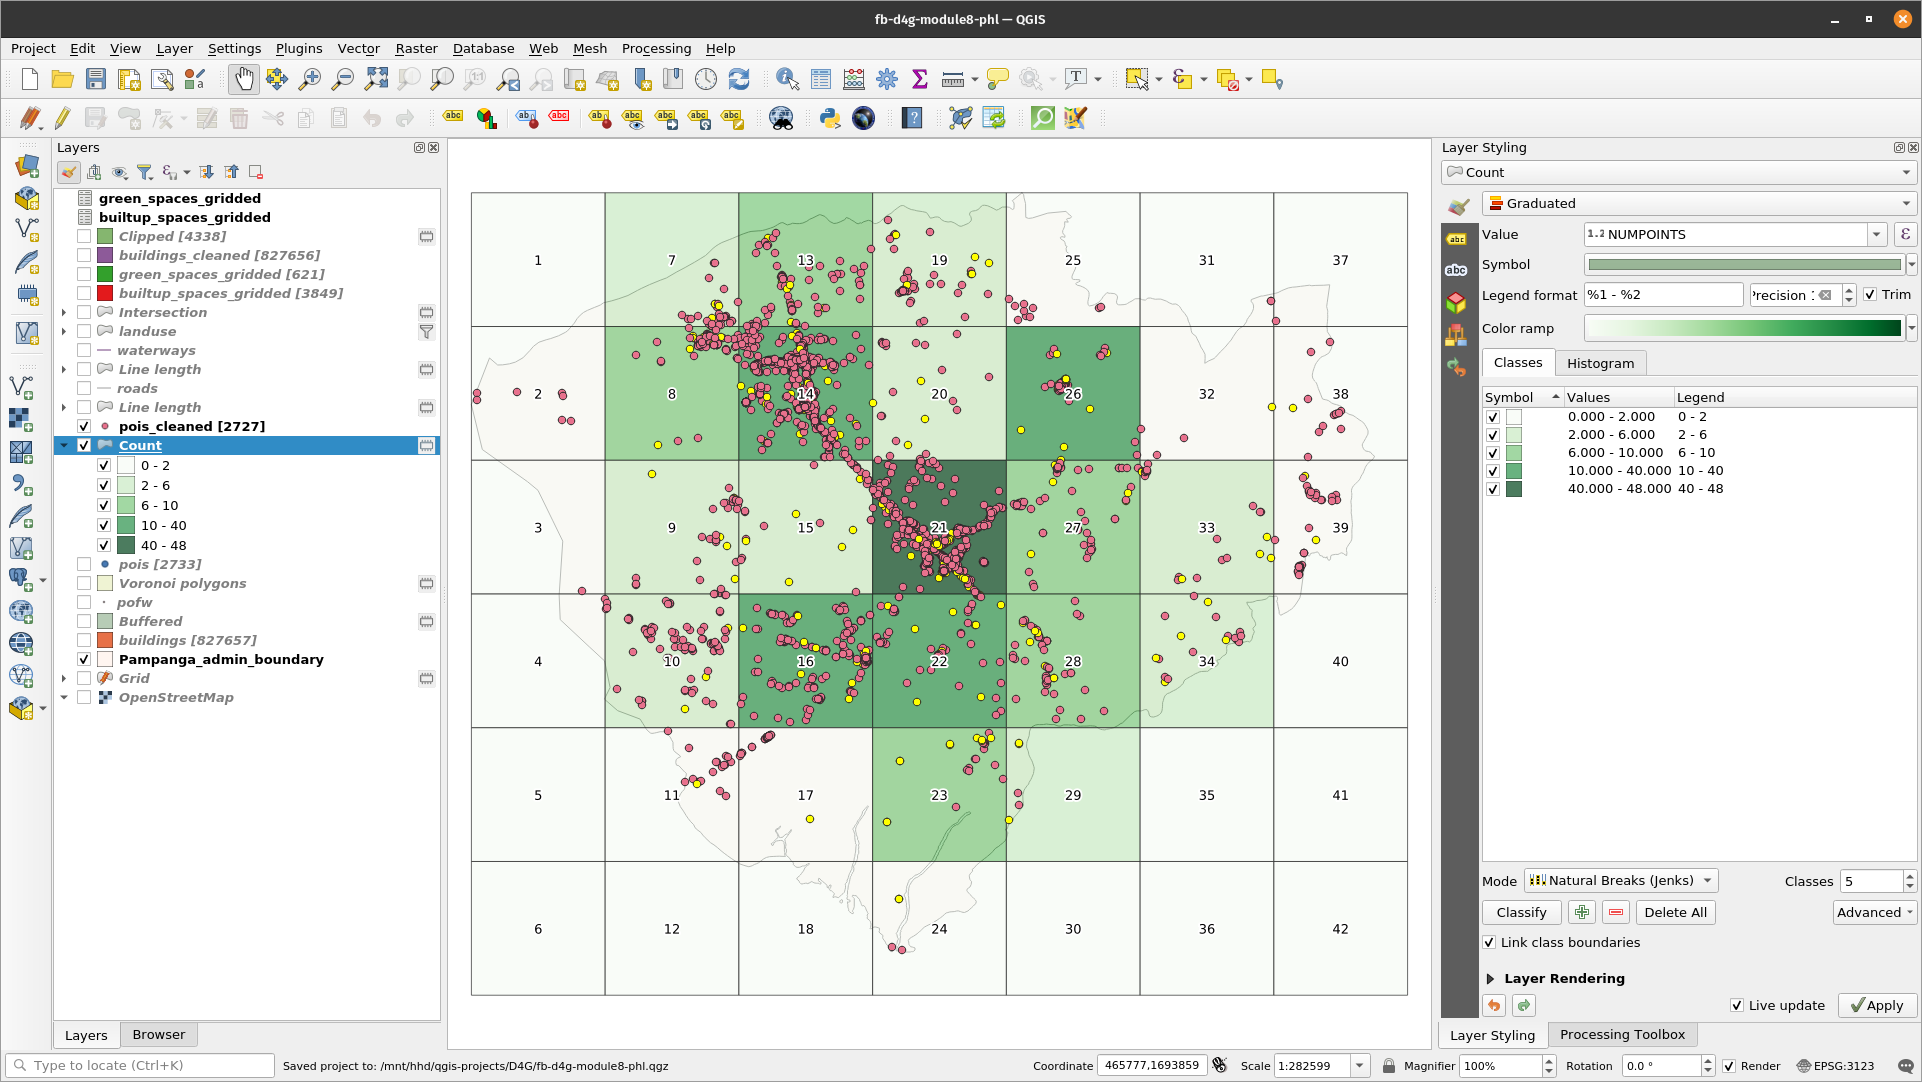 fb-d4g-module8-phl — QGIS
Project Edit View Layer Settings Plugins Vector Raster Database Web Mesh Processing Help
Layers
green_spaces_gridded
builtup_spaces_gridded
Clipped [4338]
buildings_cleaned [827656]
green_spaces_gridded [621]
builtup_spaces_gridded [3849]
Intersection
landuse
waterways
Line length
roads
Line length
pois_cleaned [2727]
Count
0 - 2
2 - 6
6 - 10
10 - 40
40 - 48
pois [2733]
Voronoi polygons
pofw
Buffered
buildings [827657]
Pampanga_admin_boundary
Grid
OpenStreetMap
Layers Browser
1 7 13 19 25 31 37
2 8 14 20 26 32 38
3 9 15 21 27 33 39
4 10 16 22 28 34 40
5 11 17 23 29 35 41
6 12 18 24 30 36 42
Layer Styling
Count
Graduated
Value 1.2 NUMPOINTS ε
Symbol
Legend format %1 - %2 Precision : Trim
Color ramp
Classes Histogram
Symbol Values Legend
0.000 - 2.000 0 - 2
2.000 - 6.000 2 - 6
6.000 - 10.000 6 - 10
10.000 - 40.000 10 - 40
40.000 - 48.000 40 - 48
Mode Natural Breaks (Jenks) Classes 5
Classify Delete All Advanced
Link class boundaries
Layer Rendering
Live update Apply
Layer Styling Processing Toolbox
Type to locate (Ctrl+K) Saved project to: /mnt/hhd/qgis-projects/D4G/fb-d4g-module8-phl.qgz Coordinate 465777,1693859 Scale 1:282599 Magnifier 100% Rotation 0.0 ° Render EPSG:3123